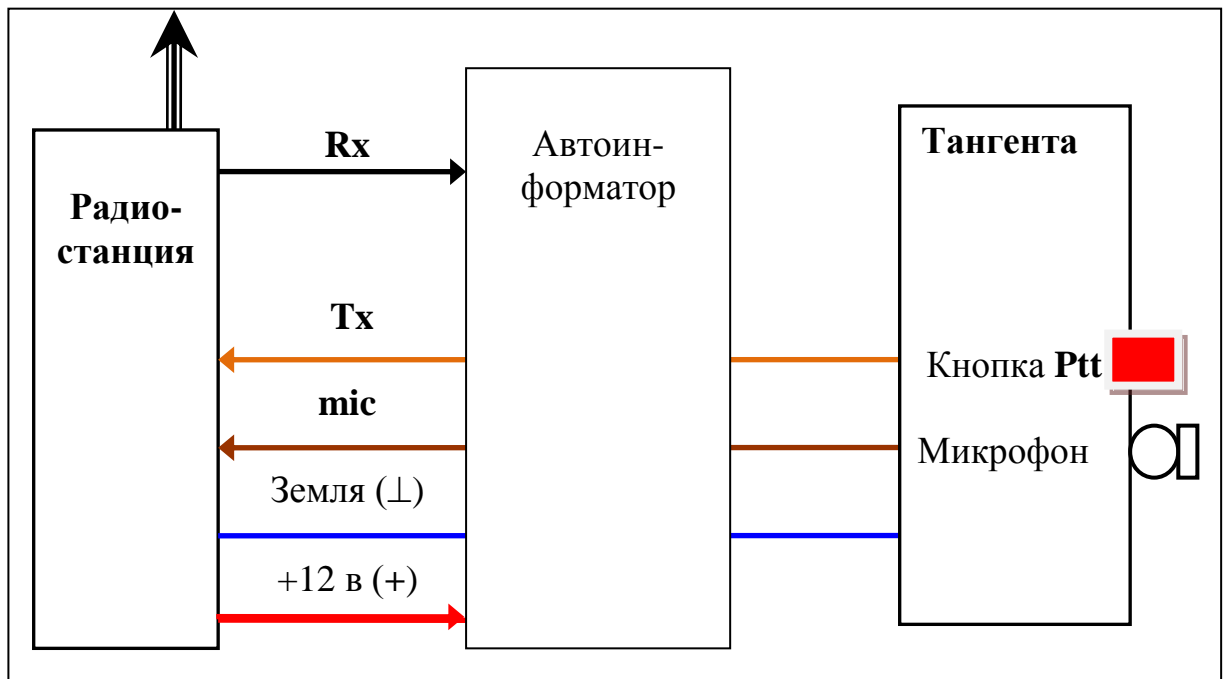 Радио-
станция
Rx
Tx
mic
Земля (⊥)
+12 в (+)
Автоин-
форматор
Тангента
Кнопка Ptt
Микрофон